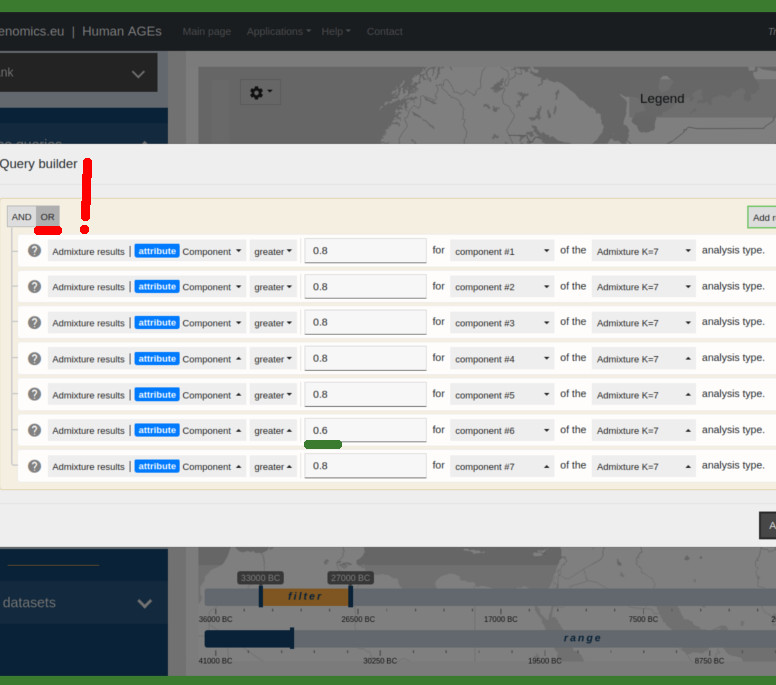 enomics.eu | Human AGEs Main page Applications Help Contact
nk
Legend
Query builder
AND OR
Admixture results | attribute Component greater 0.8 for component #1 of the Admixture K=7 analysis type.
Admixture results | attribute Component greater 0.8 for component #2 of the Admixture K=7 analysis type.
Admixture results | attribute Component greater 0.8 for component #3 of the Admixture K=7 analysis type.
Admixture results | attribute Component greater 0.8 for component #4 of the Admixture K=7 analysis type.
Admixture results | attribute Component greater 0.8 for component #5 of the Admixture K=7 analysis type.
Admixture results | attribute Component greater 0.6 for component #6 of the Admixture K=7 analysis type.
Admixture results | attribute Component greater 0.8 for component #7 of the Admixture K=7 analysis type.
Add
33000 BC 27000 BC
datasets
filter
36000 BC 26500 BC 17000 BC 7500 BC
range
41000 BC 30250 BC 19500 BC 8750 BC